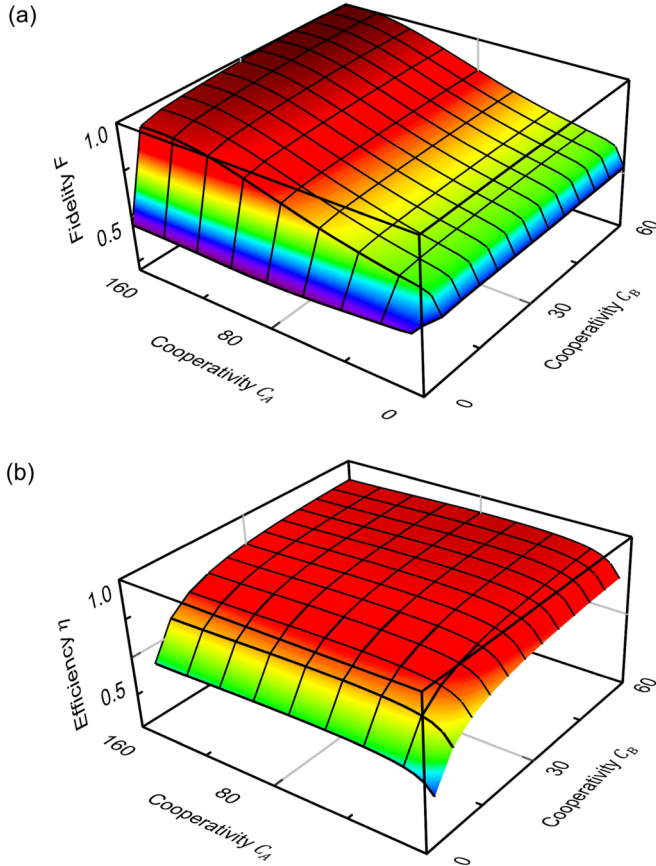 (a)
1.0
0.5
Fidelity F
160
80
0
Cooperativity C_A
0
30
60
Cooperativity C_B
(b)
1.0
0.5
Efficiency η
160
80
0
Cooperativity C_A
0
30
60
Cooperativity C_B